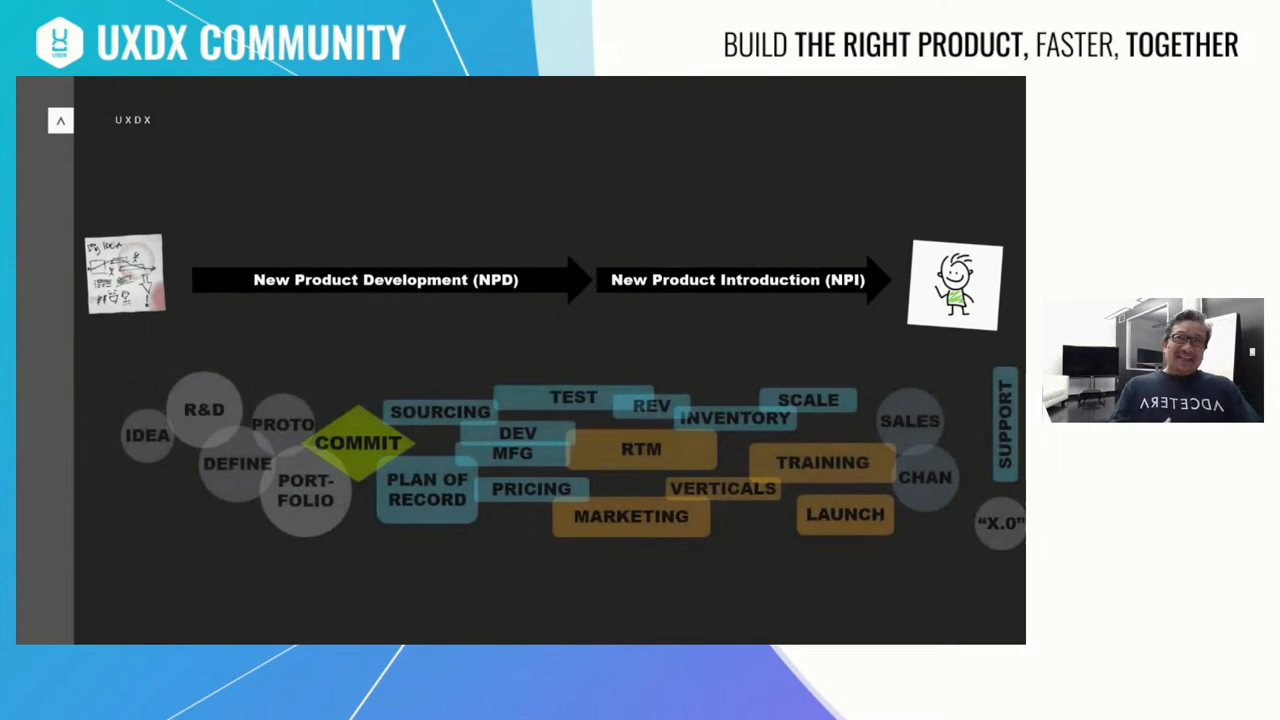 UXDX COMMUNITY
BUILD THE RIGHT PRODUCT, FASTER, TOGETHER
UXDX
My IDEA
New Product Development (NPD)
New Product Introduction (NPI)
IDEA
R&D
DEFINE
PROTO
PORT-
FOLIO
COMMIT
SOURCING
PLAN OF
RECORD
TEST
DEV
MFG
PRICING
REV
INVENTORY
RTM
VERTICALS
MARKETING
SCALE
TRAINING
LAUNCH
SALES
CHAN
SUPPORT
"X.0"
ADCETERA